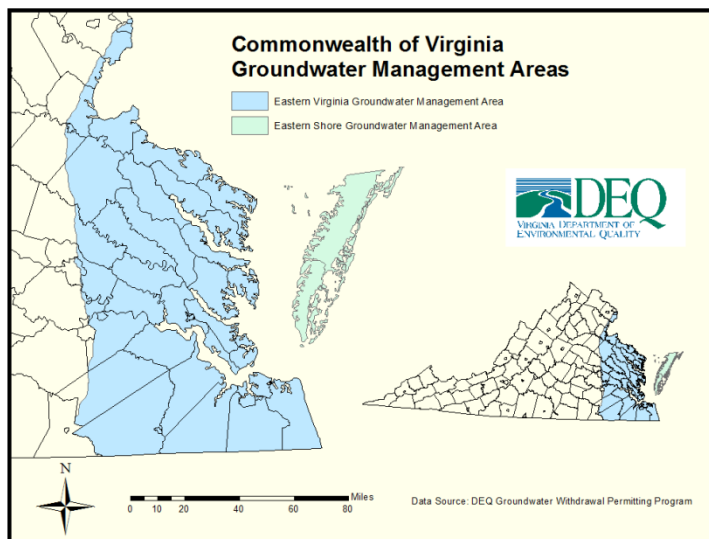 Commonwealth of Virginia
Groundwater Management Areas
Eastern Virginia Groundwater Management Area
Eastern Shore Groundwater Management Area
DEQ
VIRGINIA DEPARTMENT OF
ENVIRONMENTAL QUALITY
N
Miles
0 5 10 20 40 60 80
Data Source: DEQ Groundwater Withdrawal Permitting Program